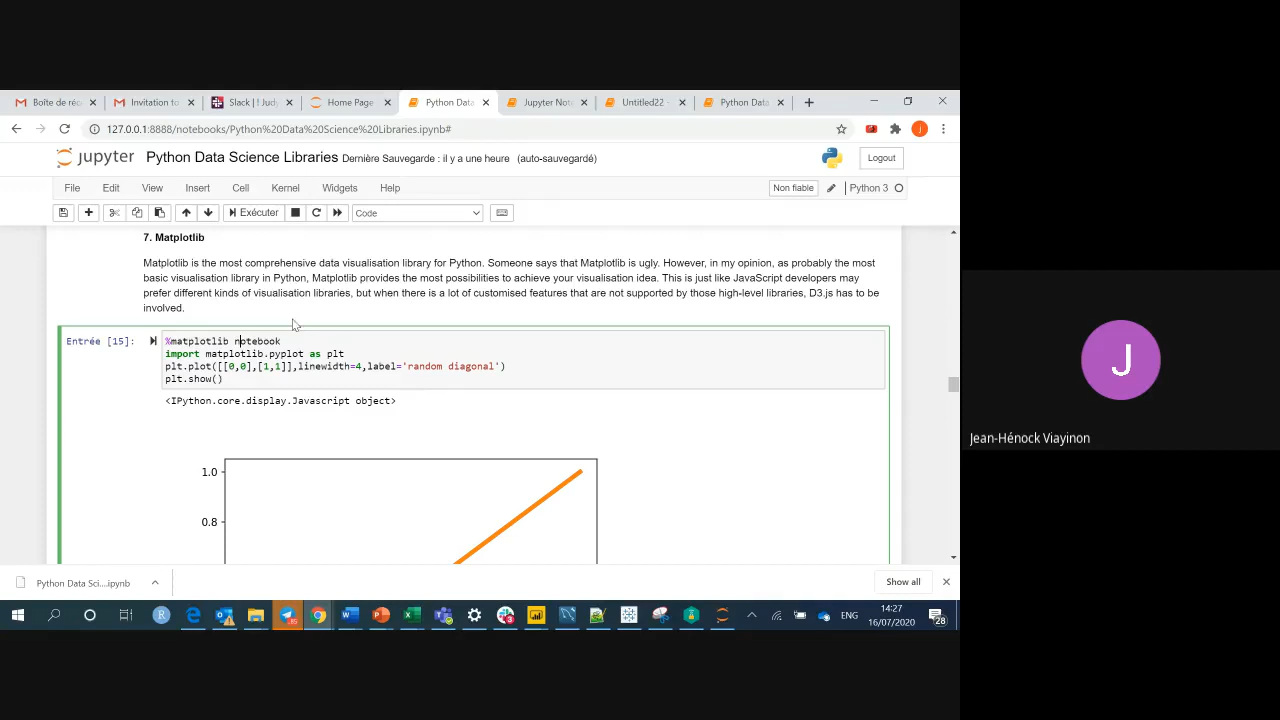 Boîte de réc
Invitation to
Slack | ! Jud
Home Page
Python Data
Jupyter Note
Untitled22 -
Python Data
127.0.0.1:8888/notebooks/Python%20Data%20Science%20Libraries.ipynb#
j
jupyter Python Data Science Libraries Dernière Sauvegarde : il y a une heure (auto-sauvegardé)
Logout
File Edit View Insert Cell Kernel Widgets Help
Non fiable
Python 3
Exécuter
Code
7. Matplotlib
Matplotlib is the most comprehensive data visualisation library for Python. Someone says that Matplotlib is ugly. However, in my opinion, as probably the most
basic visualisation library in Python, Matplotlib provides the most possibilities to achieve your visualisation idea. This is just like JavaScript developers may
prefer different kinds of visualisation libraries, but when there is a lot of customised features that are not supported by those high-level libraries, D3.js has to be
involved.
Entrée [15]:
%matplotlib notebook
import matplotlib.pyplot as plt
plt.plot([[0,0],[1,1]],linewidth=4,label='random diagonal')
plt.show()
<IPython.core.display.Javascript object>
1.0
0.8
J
Jean-Hénock Viayinon
Python Data Sci....ipynb
Show all
ENG
14:27
16/07/2020
28